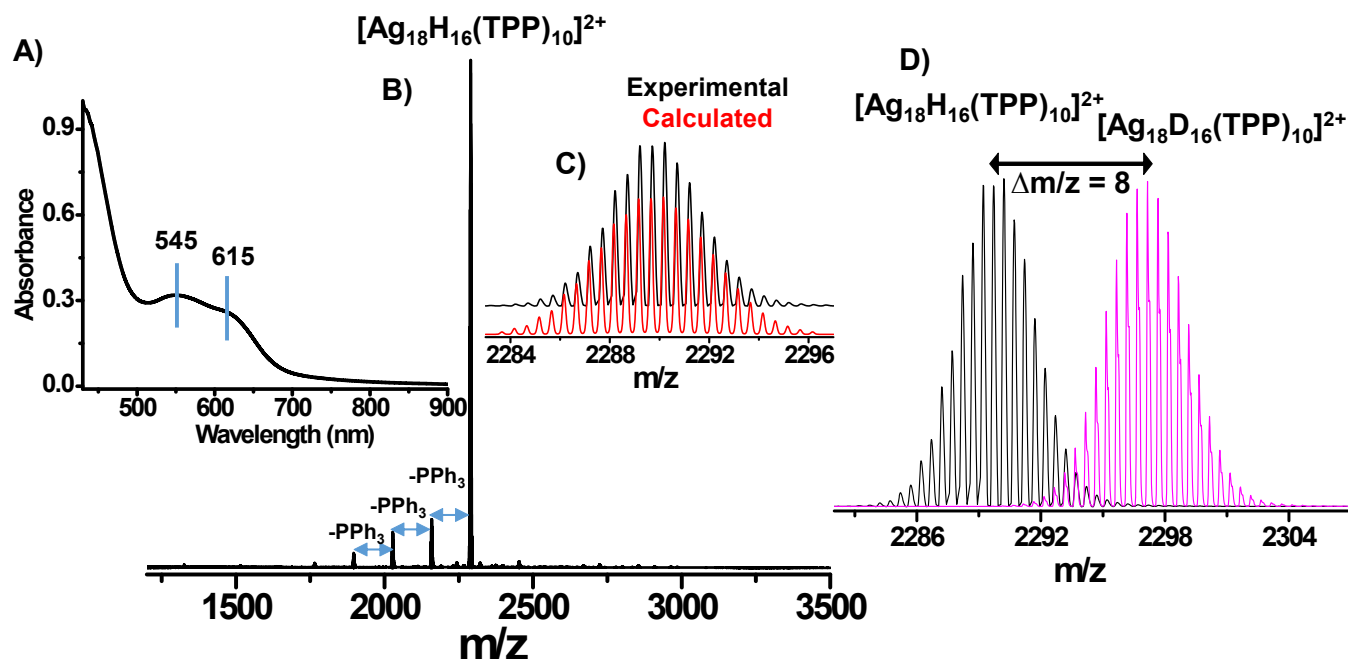 [Ag18H16(TPP)10]2+
A)
B)
Experimental
Calculated
C)
D)
[Ag18H16(TPP)10]2+
[Ag18D16(TPP)10]2+
Δm/z = 8
0.9
0.6
0.3
0.0
Absorbance
545
615
500 600 700 800 900
Wavelength (nm)
2284 2288 2292 2296
m/z
2286 2292 2298 2304
m/z
-PPh3
-PPh3
-PPh3
1500 2000 2500 3000 3500
m/z